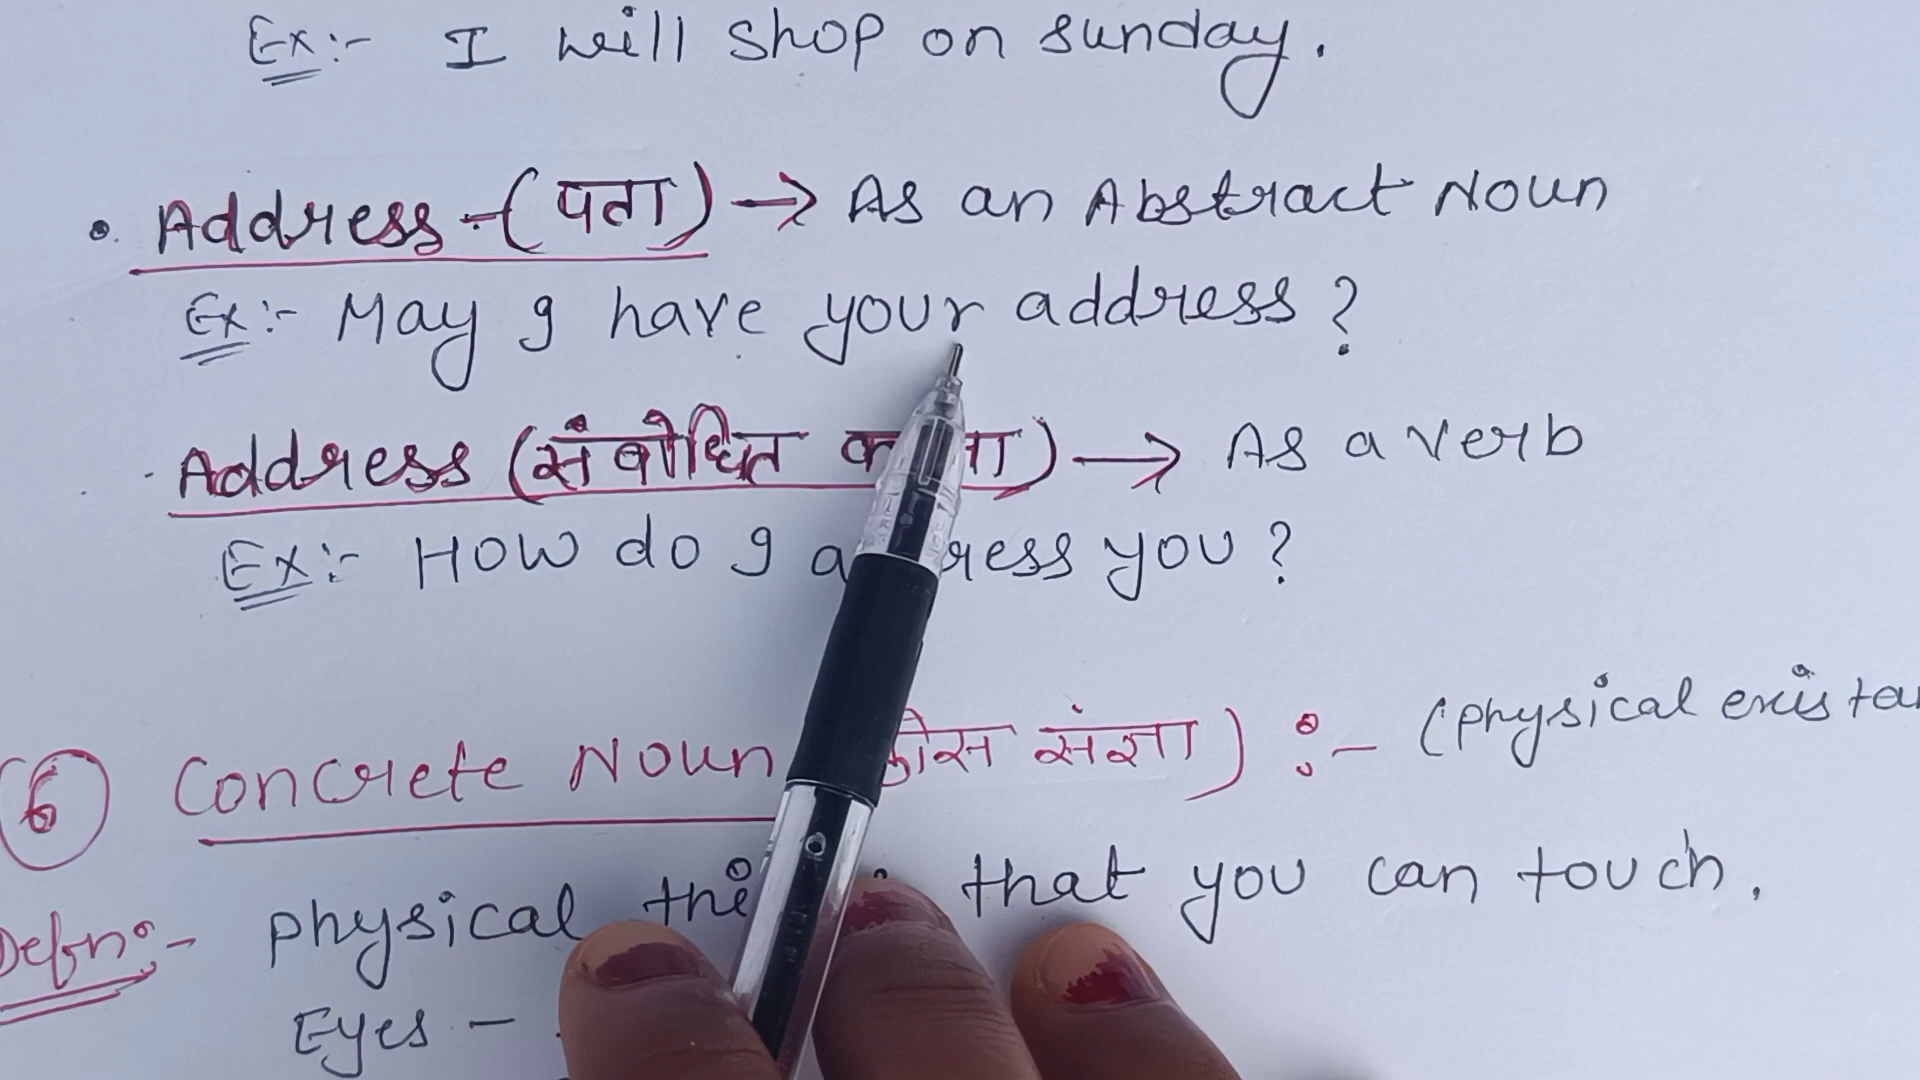 Ex:- I will shop on sunday.
• Address - (पता) → As an Abstract Noun
Ex:- May I have your address?
Address (संबोधित → As a verb
Ex:- How do I you?
6 Concrete Noun संज्ञा) :- (physical
Defn:- physical that you can touch.
Eyes -